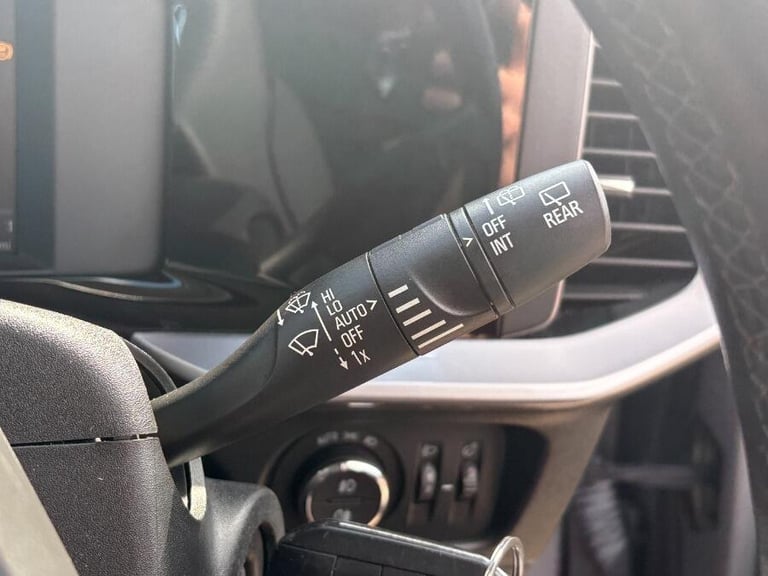 HI
LO
AUTO
OFF
1x
OFF
INT
REAR